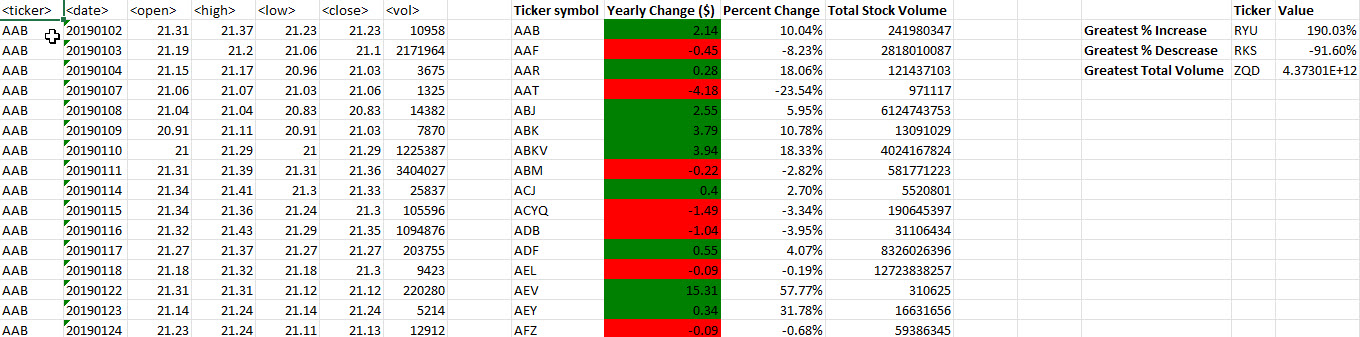 <ticker> <date> <open> <high> <low> <close> <vol> Ticker symbol Yearly Change ($) Percent Change Total Stock Volume Ticker Value
AAB 20190102 21.31 21.37 21.23 21.23 10958 AAB 2.14 10.04% 241980347 Greatest % Increase RYU 190.03%
AAB 20190103 21.19 21.2 21.06 21.1 2171964 AAF -0.45 -8.23% 2818010087 Greatest % Descrease RKS -91.60%
AAB 20190104 21.15 21.17 20.96 21.03 3675 AAR 0.28 18.06% 121437103 Greatest Total Volume ZQD 4.37301E+12
AAB 20190107 21.06 21.07 21.03 21.06 1325 AAT -4.18 -23.54% 971117
AAB 20190108 21.04 21.04 20.83 20.83 14382 ABJ 2.55 5.95% 6124743753
AAB 20190109 20.91 21.11 20.91 21.03 7870 ABK 3.79 10.78% 13091029
AAB 20190110 21 21.29 21 21.29 1225387 ABKV 3.94 18.33% 4024167824
AAB 20190111 21.31 21.39 21.31 21.36 3404027 ABM -0.22 -2.82% 581771223
AAB 20190114 21.34 21.41 21.3 21.33 25837 ACJ 0.4 2.70% 5520801
AAB 20190115 21.34 21.36 21.24 21.3 105596 ACYQ -1.49 -3.34% 190645397
AAB 20190116 21.32 21.43 21.29 21.35 1094876 ADB -1.04 -3.95% 31106434
AAB 20190117 21.27 21.37 21.27 21.27 203755 ADF 0.55 4.07% 8326026396
AAB 20190118 21.18 21.32 21.18 21.3 9423 AEL -0.09 -0.19% 12723838257
AAB 20190122 21.31 21.31 21.12 21.12 220280 AEV 15.31 57.77% 310625
AAB 20190123 21.14 21.24 21.14 21.24 5214 AEY 0.34 31.78% 16631656
AAB 20190124 21.23 21.24 21.11 21.13 12912 AFZ -0.09 -0.68% 59386345